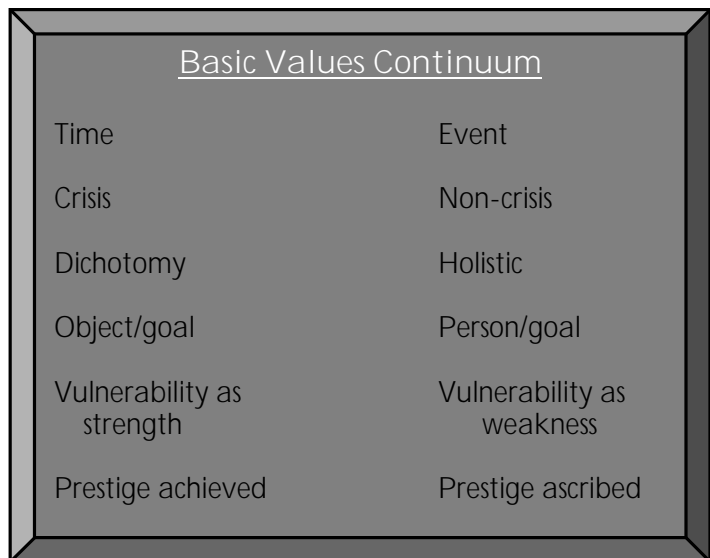 Basic Values Continuum
Time Event
Crisis Non-crisis
Dichotomy Holistic
Object/goal Person/goal
Vulnerability as Vulnerability as
strength weakness
Prestige achieved Prestige ascribed